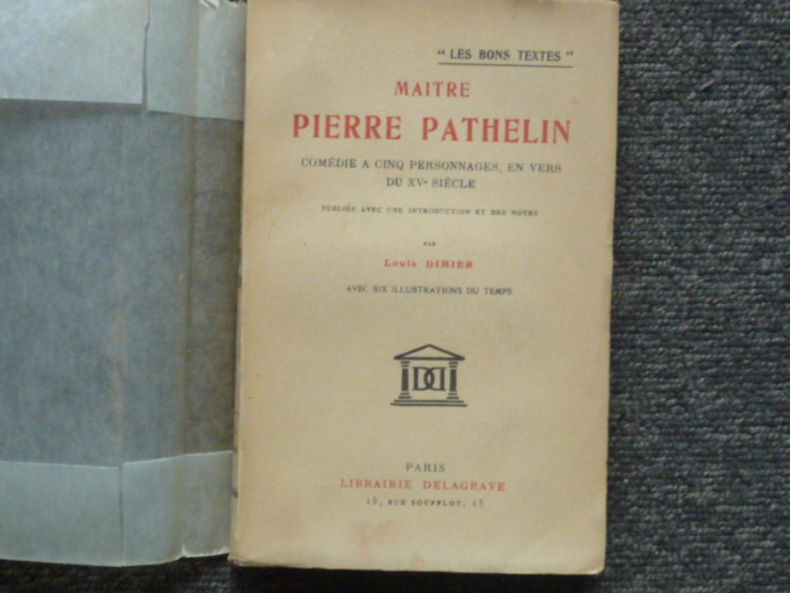 " LES BONS TEXTES "
MAITRE
PIERRE PATHELIN
COMÉDIE A CINQ PERSONNAGES, EN VERS
DU XVe SIÈCLE
PUBLIÉE AVEC UNE INTRODUCTION ET DES NOTES
PAR
Louis DIMIER
AVEC SIX ILLUSTRATIONS DU TEMPS
DD
PARIS
LIBRAIRIE DELAGRAVE
15, RUE SOUFFLOT, 15